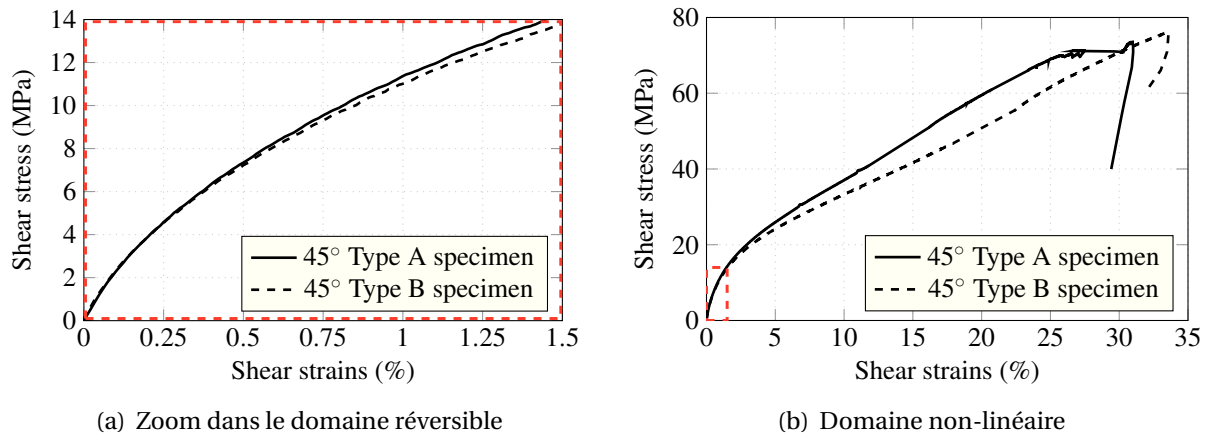 14
12
10
8
6
4
2
0
Shear stress (MPa)
45° Type A specimen
45° Type B specimen
0 0.25 0.5 0.75 1 1.25 1.5
Shear strains (%)
(a) Zoom dans le domaine réversible
80
60
40
20
0
Shear stress (MPa)
45° Type A specimen
45° Type B specimen
0 5 10 15 20 25 30 35
Shear strains (%)
(b) Domaine non-linéaire